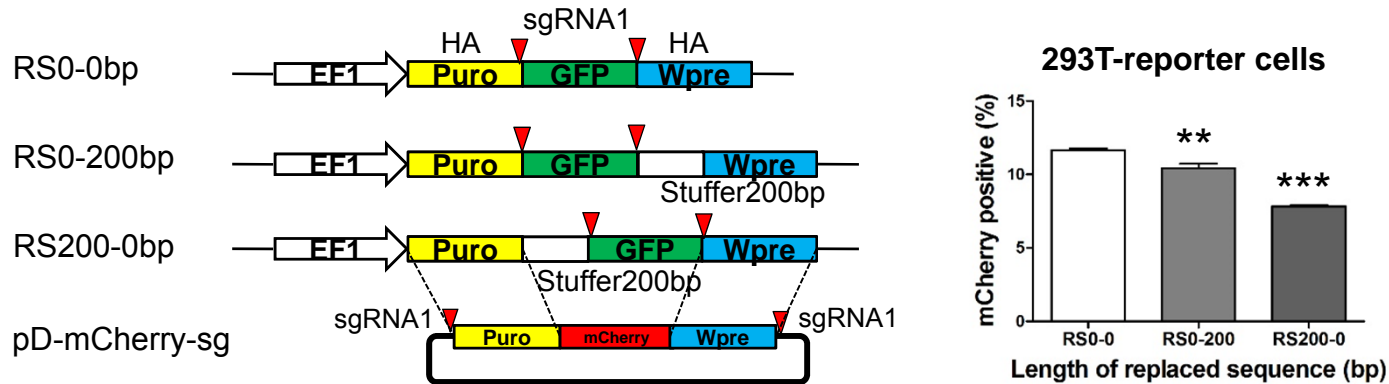 sgRNA1
HA HA
RS0-0bp EF1 Puro GFP Wpre
RS0-200bp EF1 Puro GFP Wpre
Stuffer200bp
RS200-0bp EF1 Puro GFP Wpre
Stuffer200bp
sgRNA1 sgRNA1
pD-mCherry-sg Puro mCherry Wpre
293T-reporter cells
mCherry positive (%)
15
10
5
0
**
***
RS0-0 RS0-200 RS200-0
Length of replaced sequence (bp)